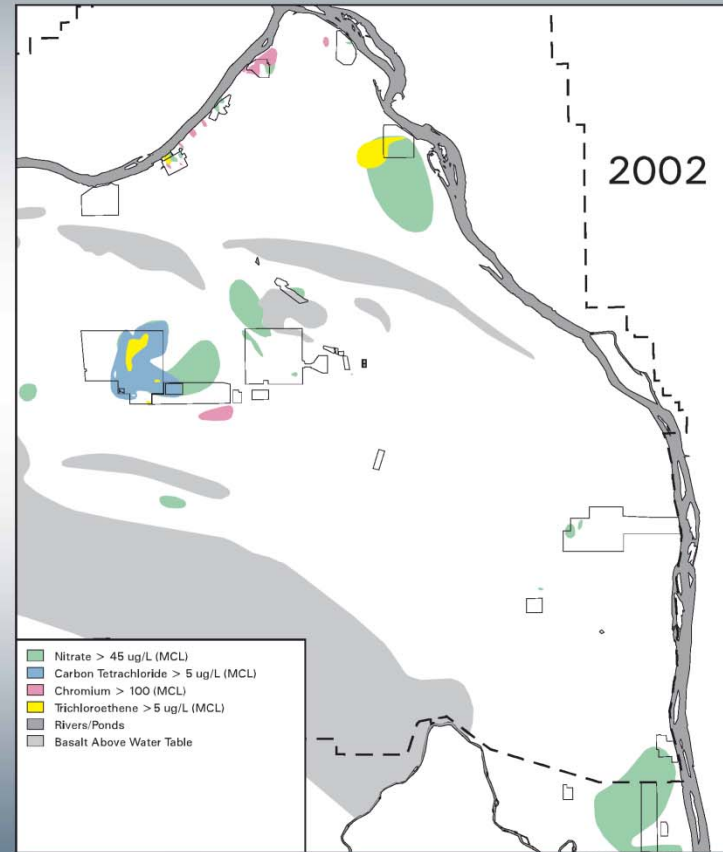 2002
Nitrate > 45 ug/L (MCL)
Carbon Tetrachloride > 5 ug/L (MCL)
Chromium > 100 (MCL)
Trichloroethene > 5 ug/L (MCL)
Rivers/Ponds
Basalt Above Water Table